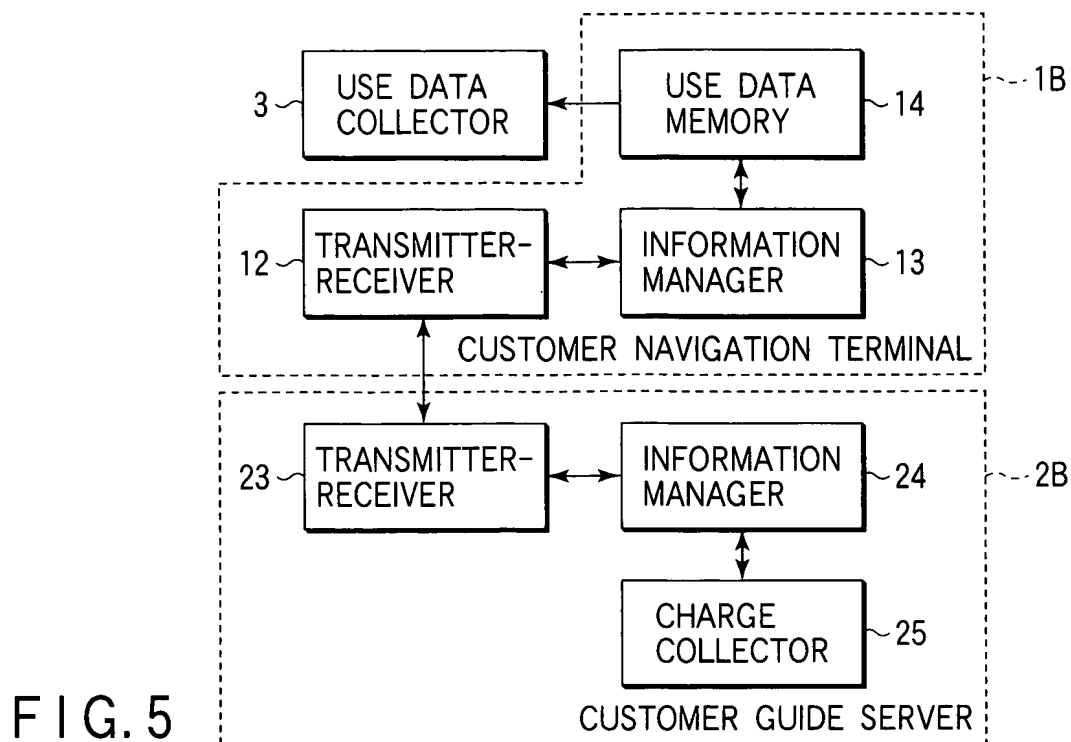 1B
3
USE DATA
COLLECTOR
USE DATA
MEMORY
14
12
TRANSMITTER-
RECEIVER
INFORMATION
MANAGER
13
CUSTOMER NAVIGATION TERMINAL
23
TRANSMITTER-
RECEIVER
INFORMATION
MANAGER
24
2B
CHARGE
COLLECTOR
25
CUSTOMER GUIDE SERVER
FIG.5